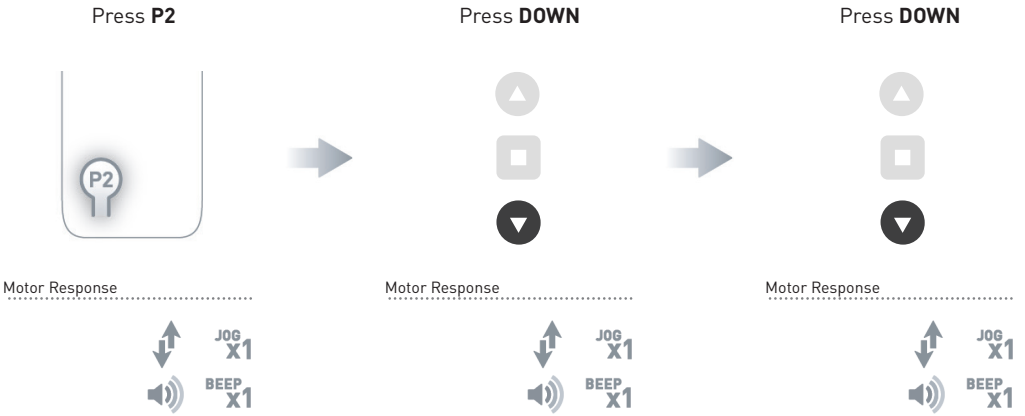 Press P2
Press DOWN
Press DOWN
P2
Motor Response
Motor Response
Motor Response
JOG
X1
JOG
X1
JOG
X1
BEEP
X1
BEEP
X1
BEEP
X1